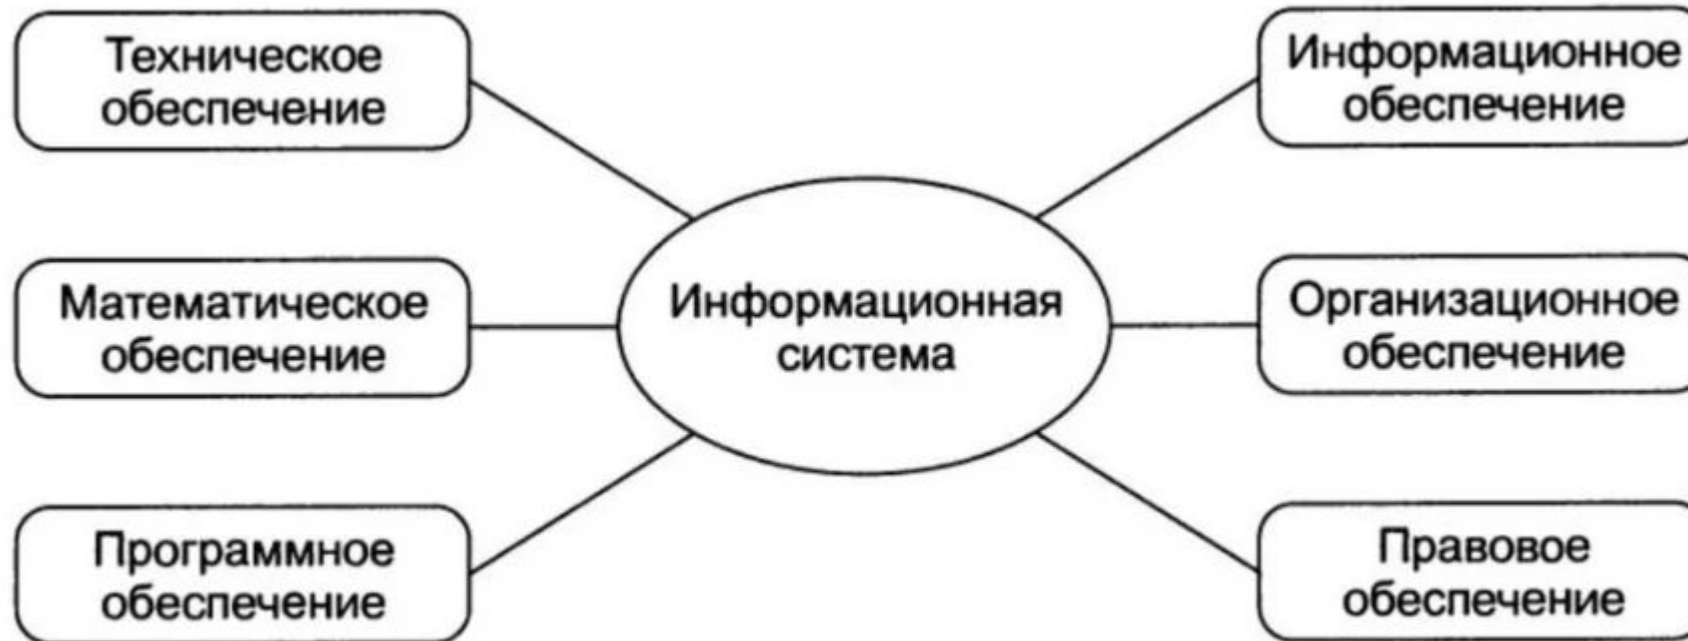 Техническое
обеспечение
Информационное
обеспечение
Математическое
обеспечение
Информационная
система
Организационное
обеспечение
Программное
обеспечение
Правовое
обеспечение